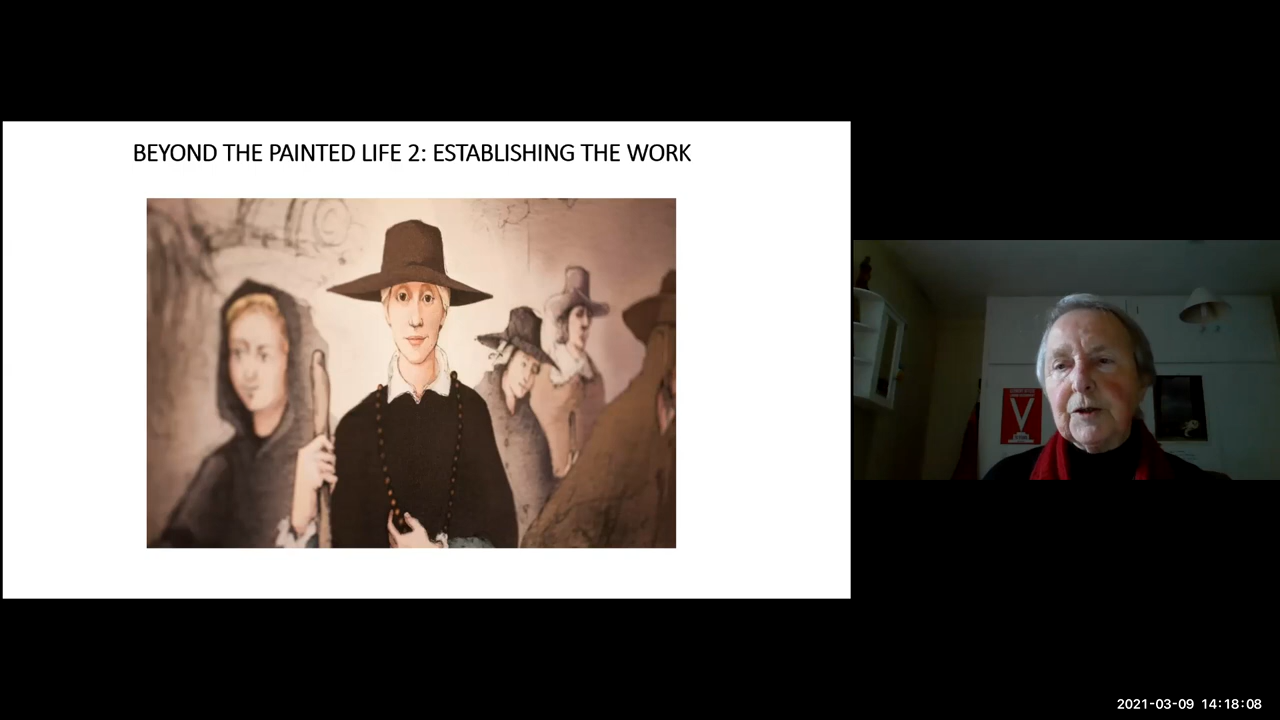 BEYOND THE PAINTED LIFE 2: ESTABLISHING THE WORK
V
2021-03-09 14:18:08